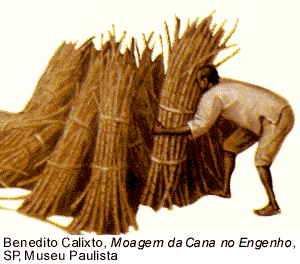 Benedito Calixto, Moagem da Cana no Engenho,
SP, Museu Paulista